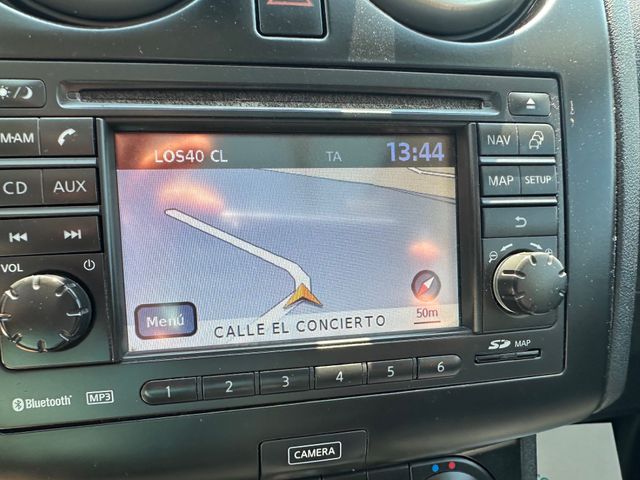 LOS40 CL TA 13:44
M·AM
NAV
CD AUX
MAP SETUP
VOL
Menú
CALLE EL CONCIERTO
50m
Bluetooth MP3
1 2 3 4 5 6
SD MAP
CAMERA